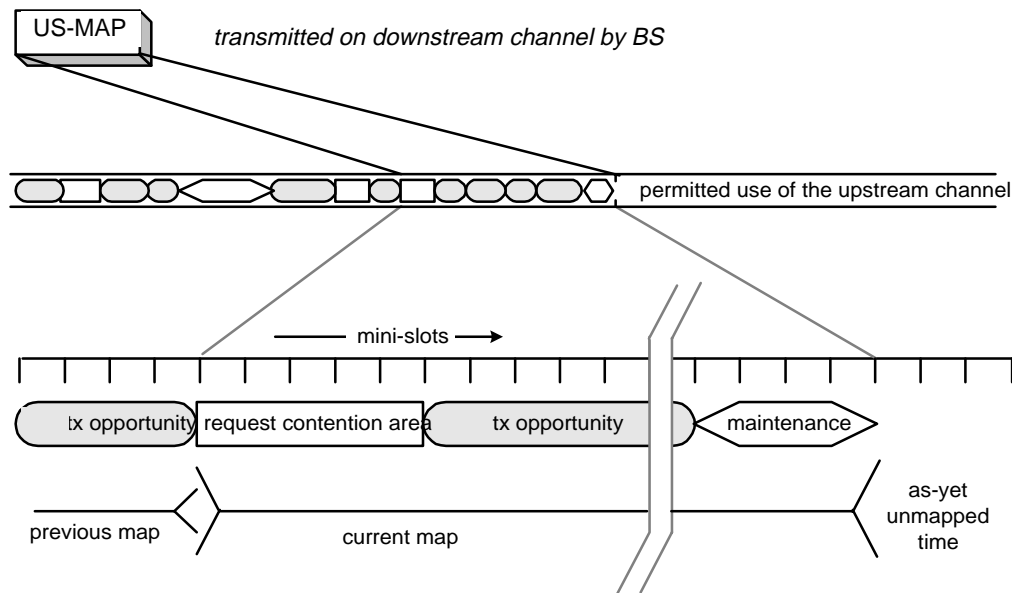 US-MAP
transmitted on downstream channel by BS
permitted use of the upstream channel
mini-slots
tx opportunity
request contention area
tx opportunity
maintenance
previous map
current map
as-yet
unmapped
time